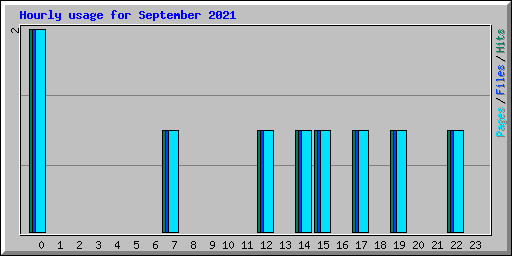 Hourly usage for September 2021
2
Pages/Files/Hits
0 1 2 3 4 5 6 7 8 9 10 11 12 13 14 15 16 17 18 19 20 21 22 23